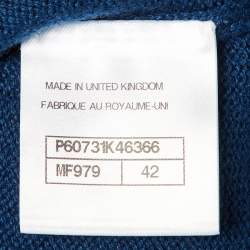 MADE IN UNITED KINGDOM
FABRIQUE AU ROYAUME-UNI
P60731K46366
MF979 42